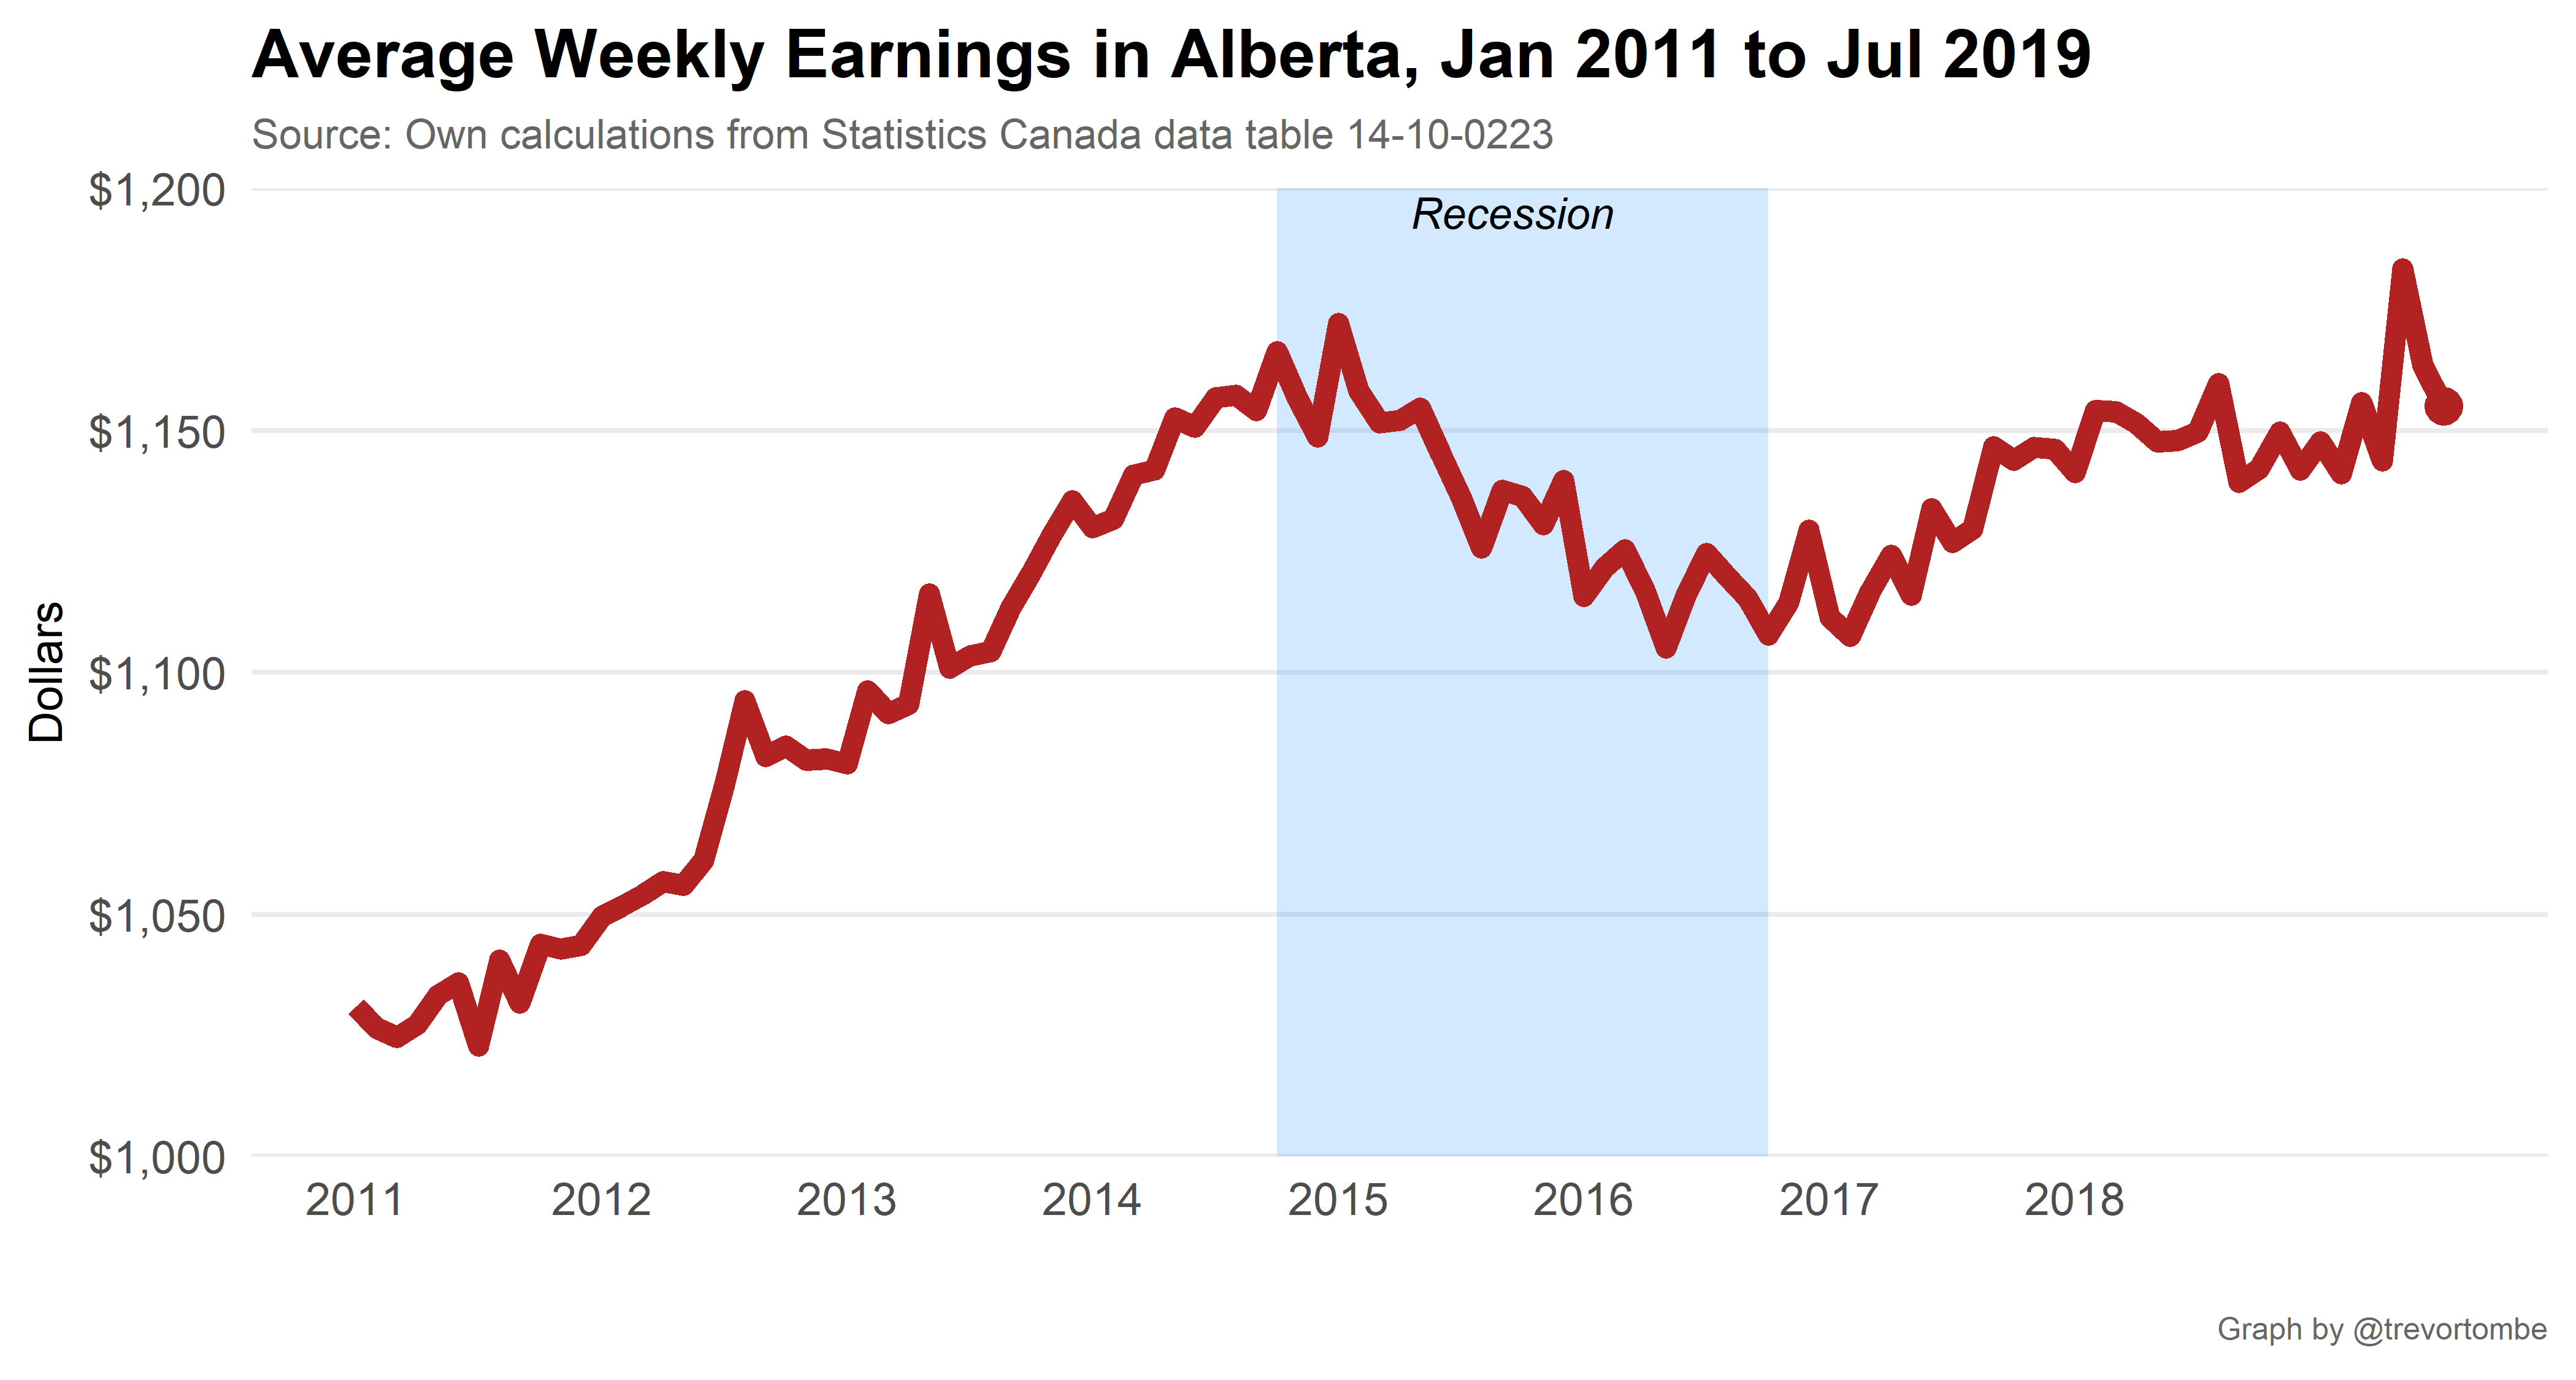 Average Weekly Earnings in Alberta, Jan 2011 to Jul 2019
Source: Own calculations from Statistics Canada data table 14-10-0223
$1,200
Recession
$1,150
$1,100
$1,050
$1,000
Dollars
2011 2012 2013 2014 2015 2016 2017 2018
Graph by @trevortombe